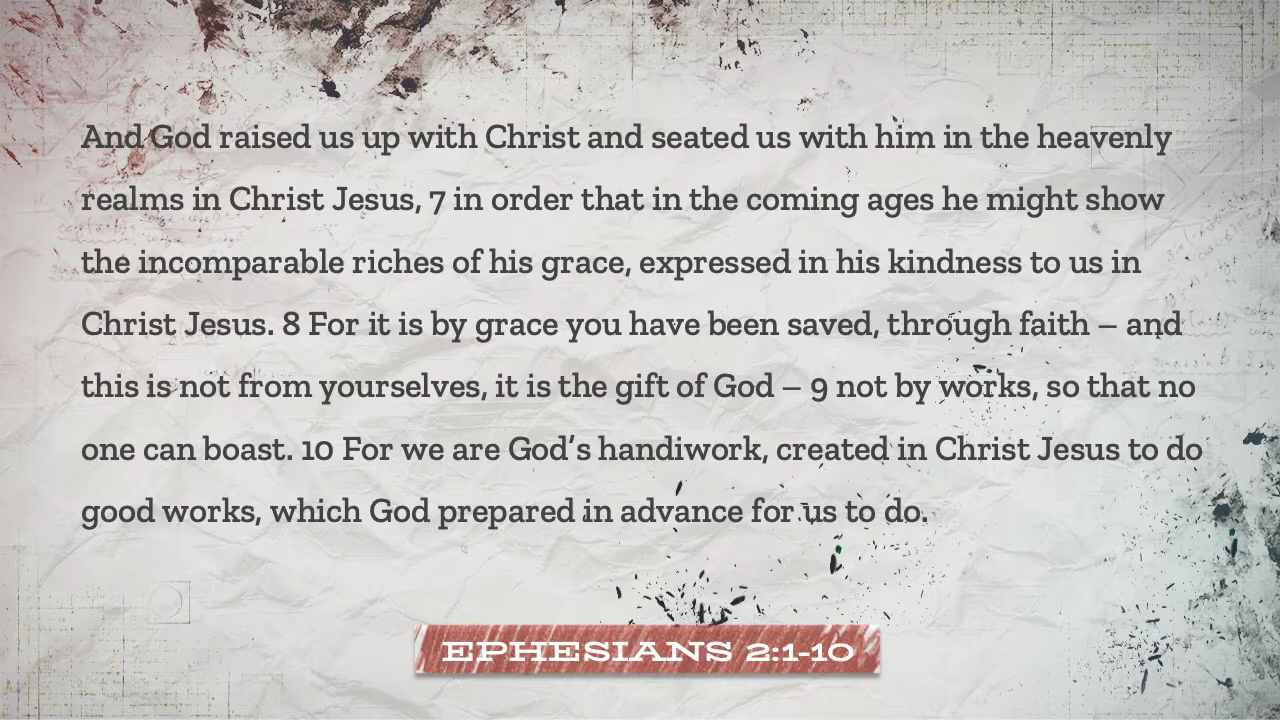 And God raised us up with Christ and seated us with him in the heavenly
realms in Christ Jesus, 7 in order that in the coming ages he might show
the incomparable riches of his grace, expressed in his kindness to us in
Christ Jesus. 8 For it is by grace you have been saved, through faith – and
this is not from yourselves, it is the gift of God – 9 not by works, so that no
one can boast. 10 For we are God’s handiwork, created in Christ Jesus to do
good works, which God prepared in advance for us to do.
EPHESIANS 2:1-10